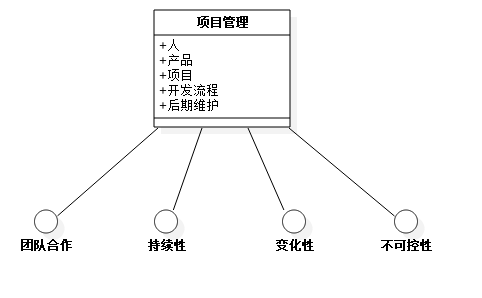 项目管理
+人
+产品
+项目
+开发流程
+后期维护
团队合作 持续性 变化性 不可控性